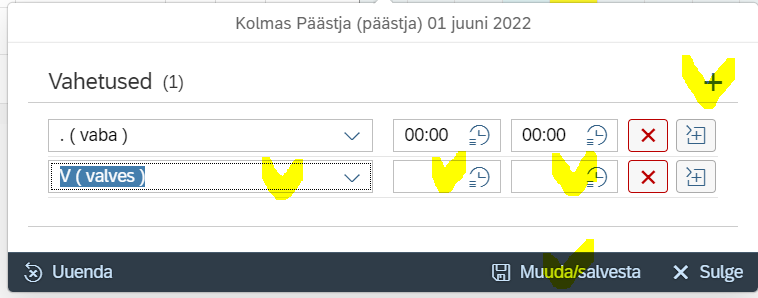 Kolmas Päästja (päästja) 01 juuni 2022
Vahetused (1)
. ( vaba ) 00:00 00:00
V ( valves )
Uuenda Muuda/salvesta Sulge